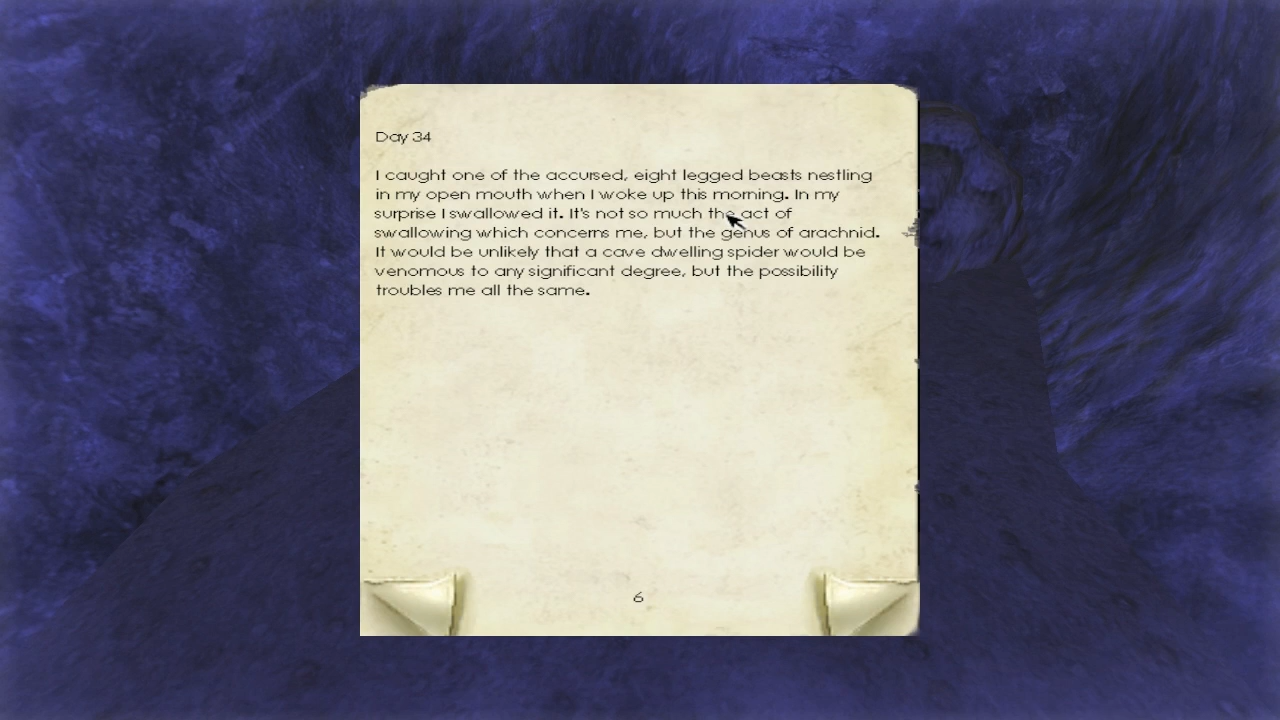 Day 34
I caught one of the accursed, eight legged beasts nestling
in my open mouth when I woke up this morning. In my
surprise I swallowed it. It's not so much the act of
swallowing which concerns me, but the genus of arachnid.
It would be unlikely that a cave dwelling spider would be
venomous to any significant degree, but the possibility
troubles me all the same.
6